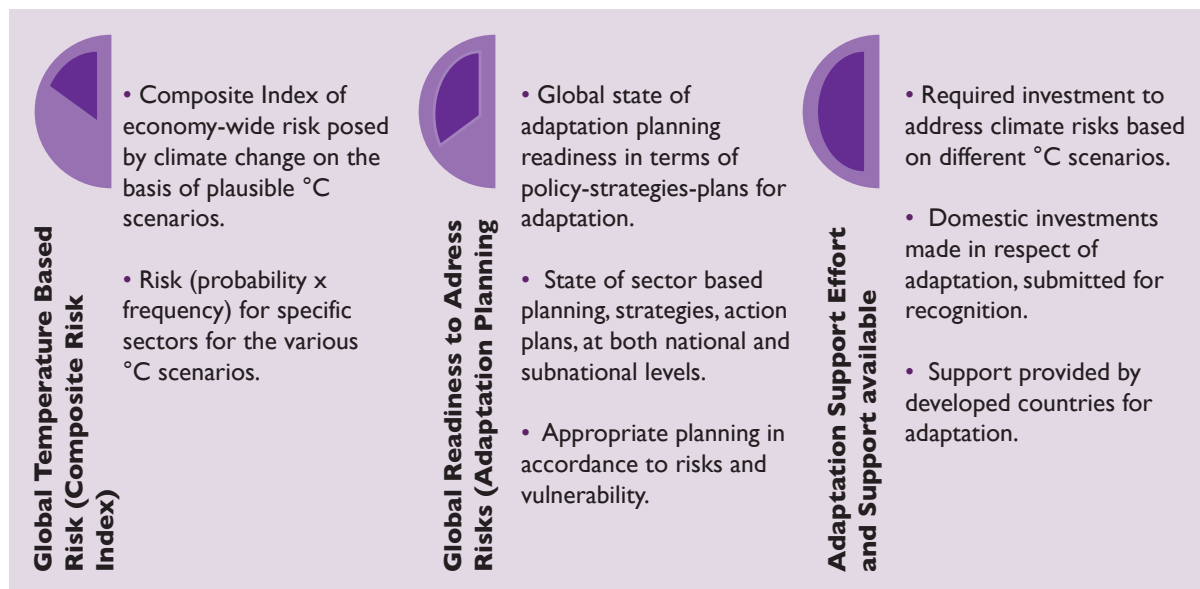 Global Temperature Based
Risk (Composite Risk
Index)
• Composite Index of
economy-wide risk posed
by climate change on the
basis of plausible °C
scenarios.
• Risk (probability x
frequency) for specific
sectors for the various
°C scenarios.
Global Readiness to Adress
Risks (Adaptation Planning
• Global state of
adaptation planning
readiness in terms of
policy-strategies-plans for
adaptation.
• State of sector based
planning, strategies, action
plans, at both national and
subnational levels.
• Appropriate planning in
accordance to risks and
vulnerability.
Adaptation Support Effort
and Support available
• Required investment to
address climate risks based
on different °C scenarios.
• Domestic investments
made in respect of
adaptation, submitted for
recognition.
• Support provided by
developed countries for
adaptation.